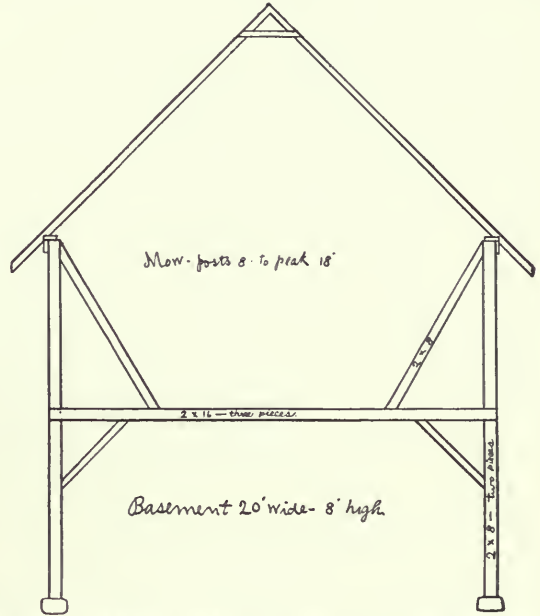 Mow - posts 8' to peak 18'
2 x 8
2 x 16 — three pieces
2 x 8 — two pieces
Basement 20' wide - 8' high